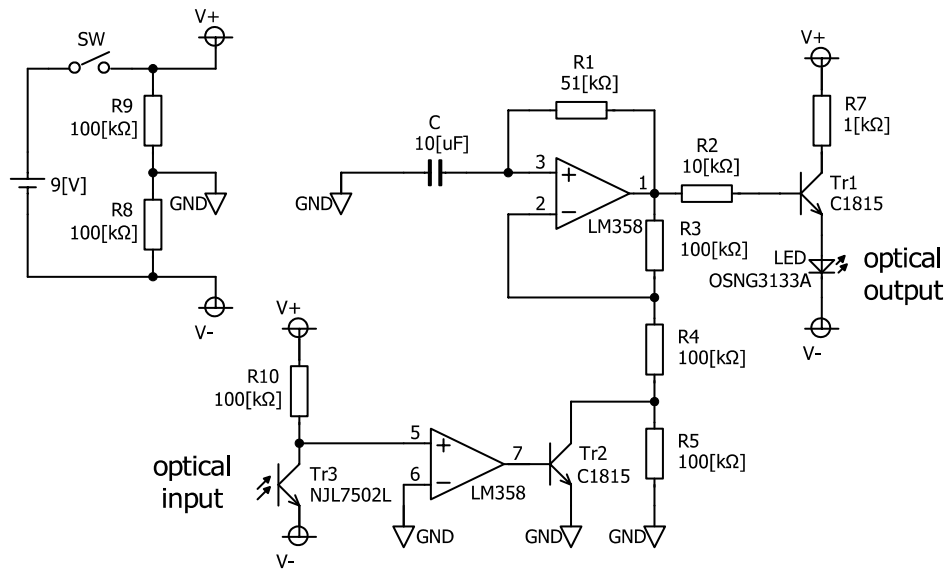 V+
SW
R9
100[kΩ]
9[V]
GND
R8
100[kΩ]
V-
C
10[uF]
GND
R1
51[kΩ]
3
+
2
−
1
LM358
R2
10[kΩ]
R3
100[kΩ]
V+
R7
1[kΩ]
Tr1
C1815
LED
OSNG3133A
optical
output
V-
R4
100[kΩ]
R5
100[kΩ]
GND
V+
R10
100[kΩ]
optical
input
Tr3
NJL7502L
V-
5
+
6
−
7
LM358
GND
Tr2
C1815
GND